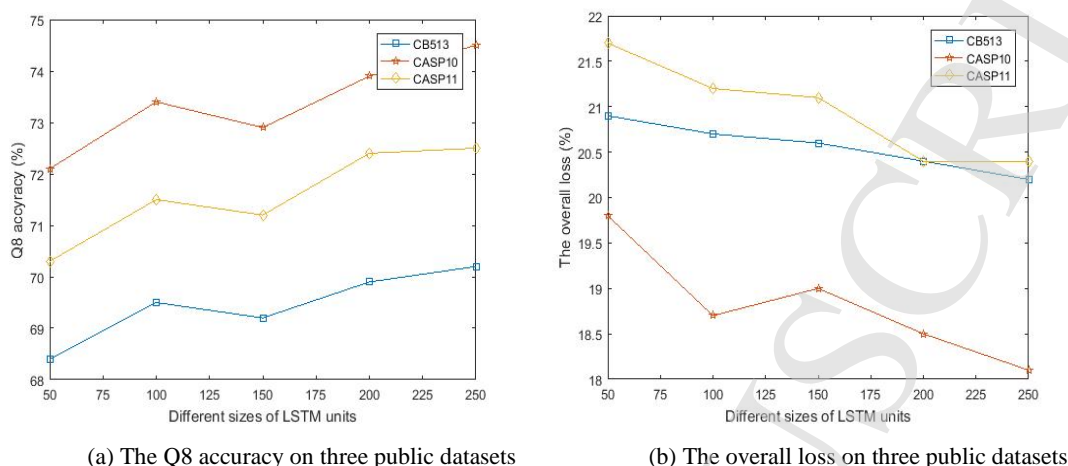 75
74
73
72
71
70
69
68
Q8 accyracy (%)
50 75 100 125 150 175 200 225 250
Different sizes of LSTM units
CB513
CASP10
CASP11
(a) The Q8 accuracy on three public datasets
22
21.5
21
20.5
20
19.5
19
18.5
18
The overall loss (%)
50 75 100 125 150 175 200 225 250
Different sizes of LSTM units
CB513
CASP10
CASP11
(b) The overall loss on three public datasets